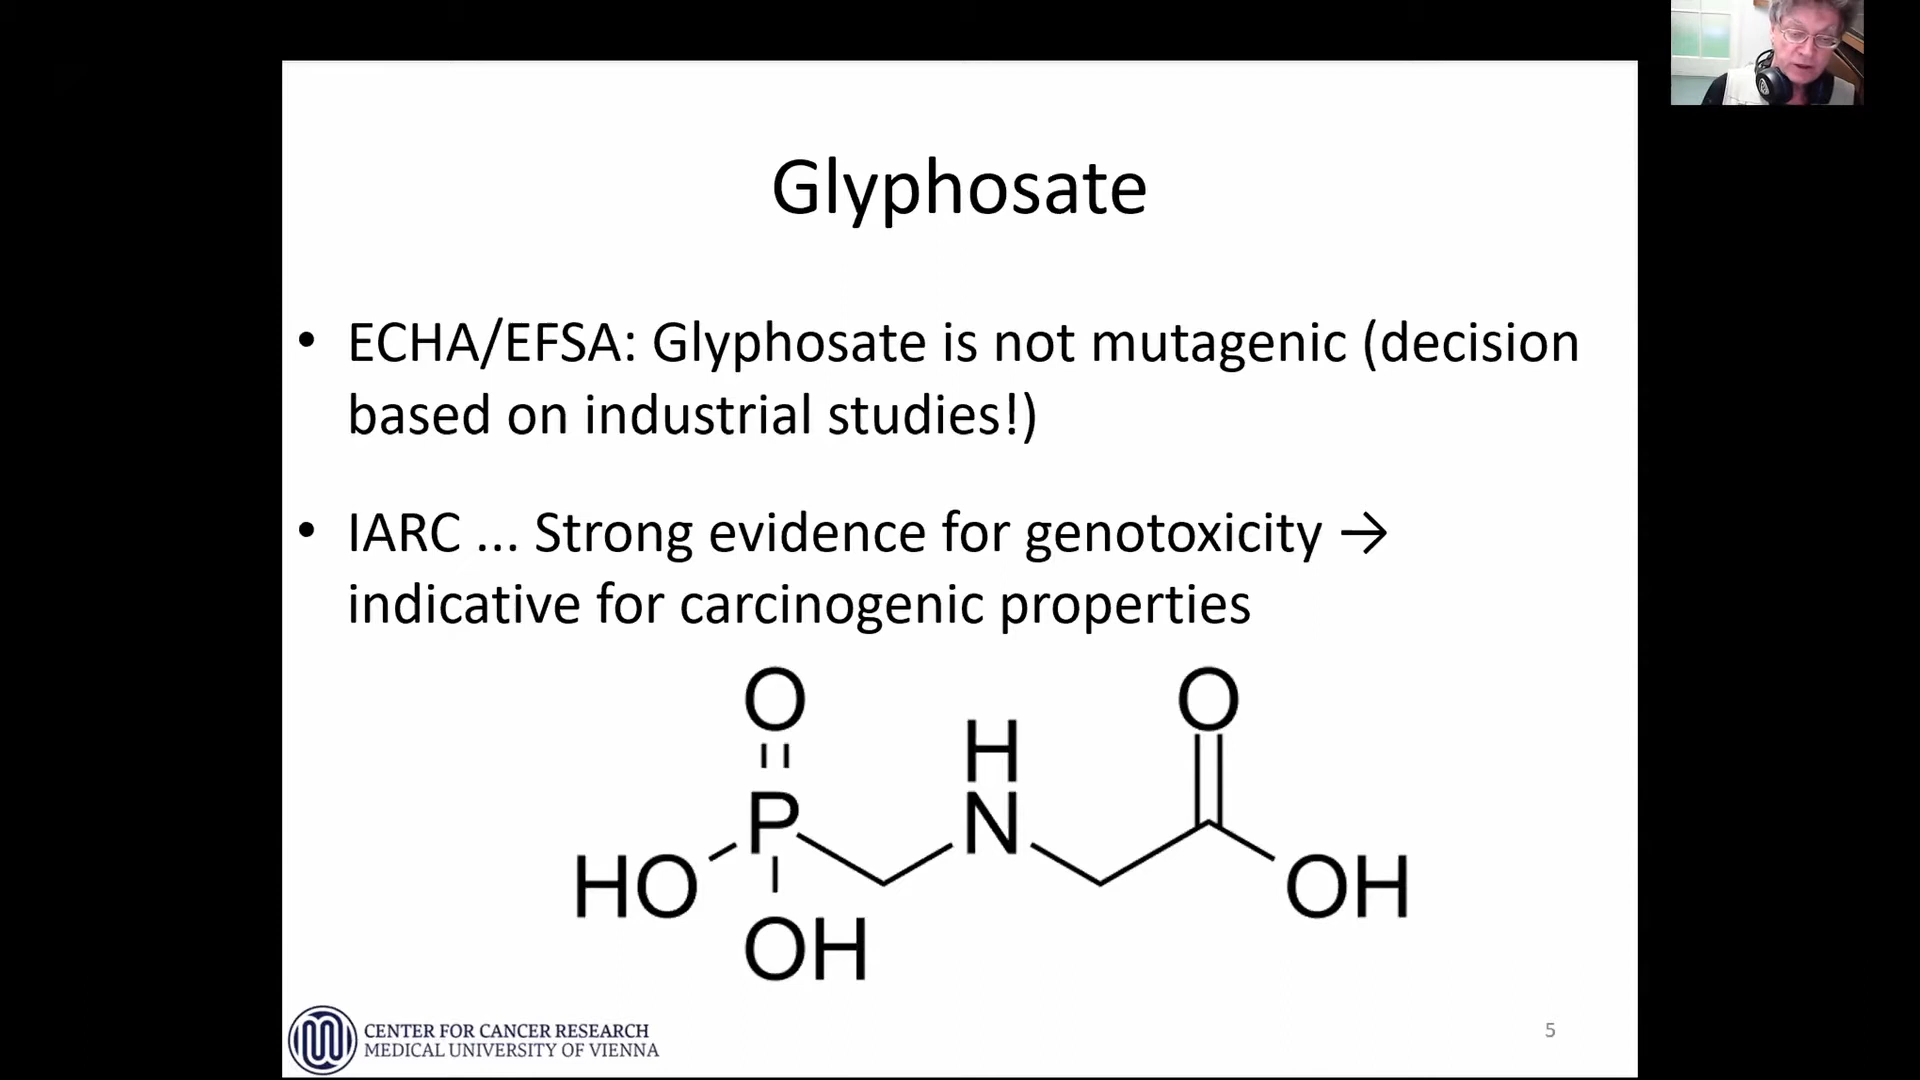 Glyphosate
• ECHA/EFSA: Glyphosate is not mutagenic (decision
based on industrial studies!)
• IARC ... Strong evidence for genotoxicity →
indicative for carcinogenic properties
O
O
H
P
N
HO
OH
OH
CENTER FOR CANCER RESEARCH
MEDICAL UNIVERSITY OF VIENNA
5